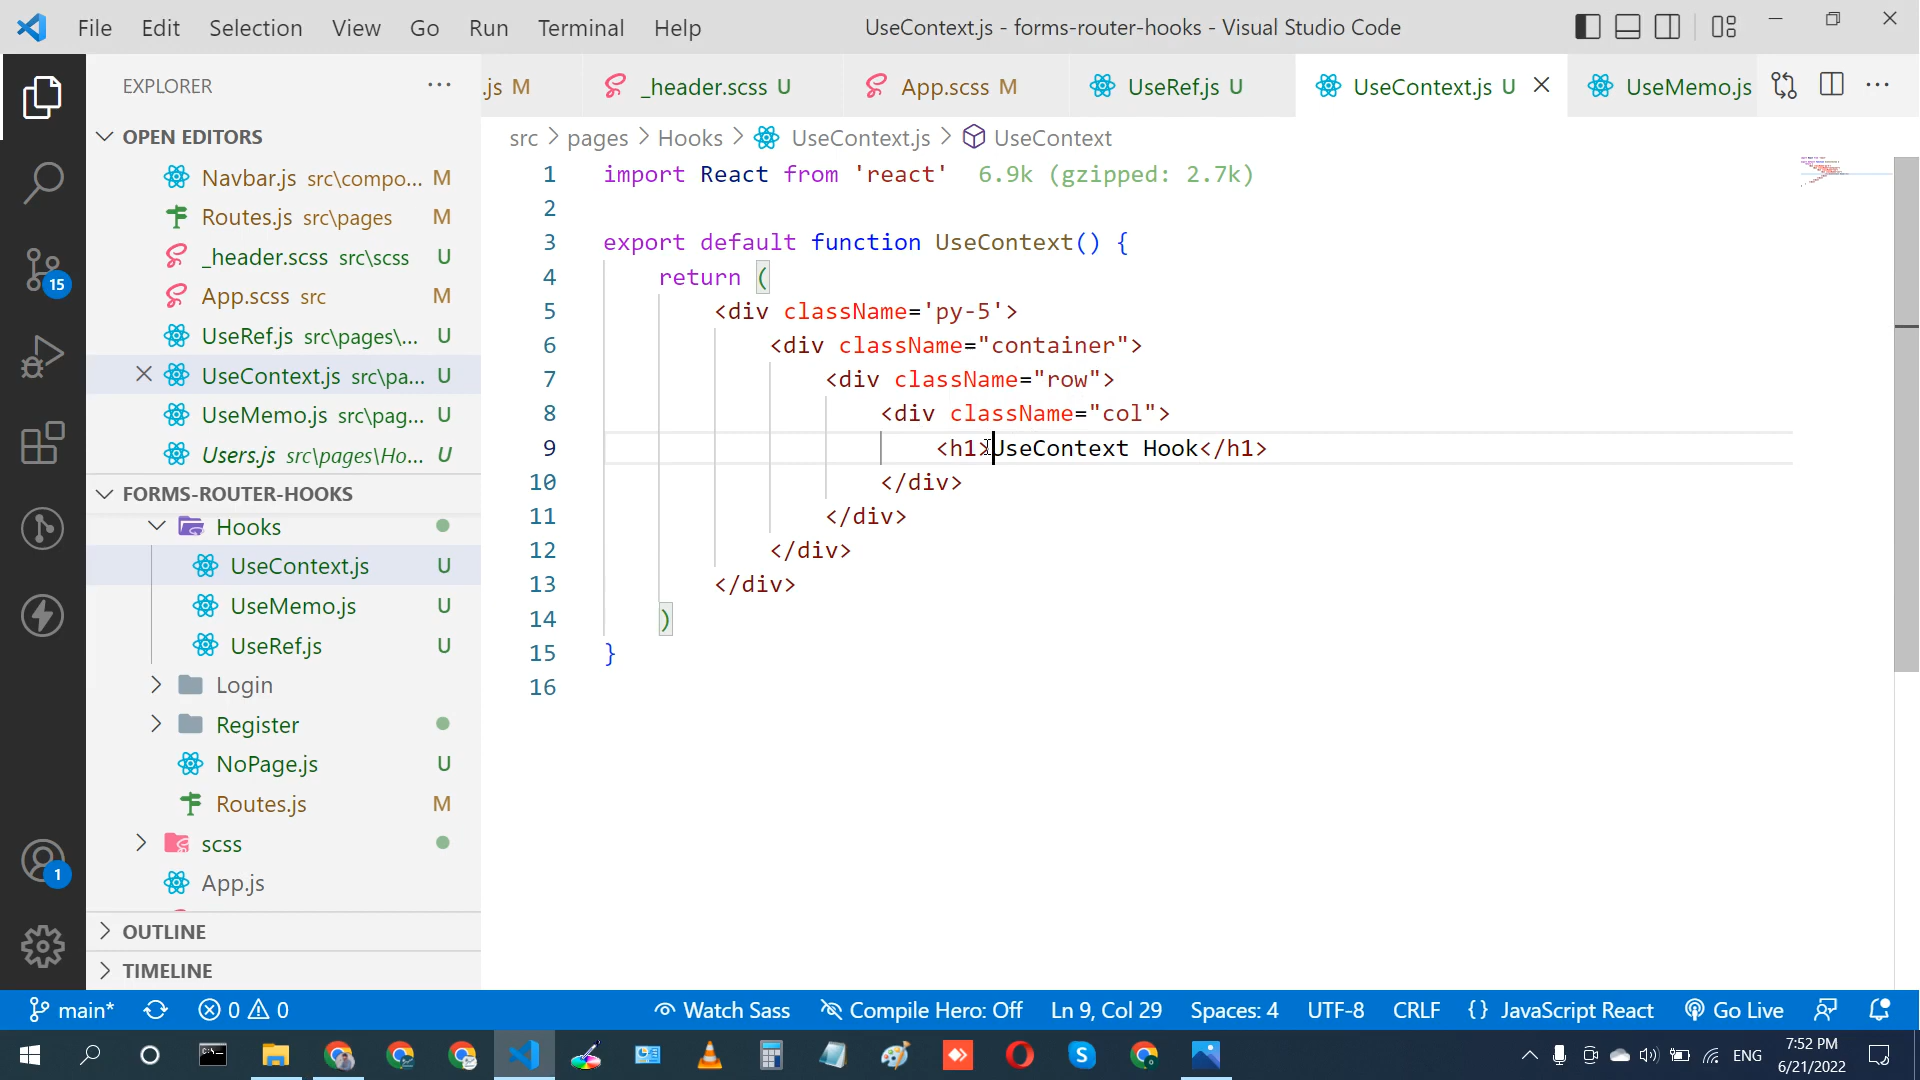 File Edit Selection View Go Run Terminal Help
UseContext.js - forms-router-hooks - Visual Studio Code
EXPLORER
OPEN EDITORS
Navbar.js src\compo... M
Routes.js src\pages M
_header.scss src\scss U
App.scss src M
UseRef.js src\pages\... U
UseContext.js src\pa... U
UseMemo.js src\pag... U
Users.js src\pages\Ho... U
FORMS-ROUTER-HOOKS
Hooks
UseContext.js U
UseMemo.js U
UseRef.js U
Login
Register
NoPage.js U
Routes.js M
scss
App.js
OUTLINE
TIMELINE
15
1
.js M
_header.scss U
App.scss M
UseRef.js U
UseContext.js U
UseMemo.js
src > pages > Hooks > UseContext.js > UseContext
1 import React from 'react' 6.9k (gzipped: 2.7k)
2
3 export default function UseContext() {
4 return (
5 <div className='py-5'>
6 <div className="container">
7 <div className="row">
8 <div className="col">
9 <h1>UseContext Hook</h1>
10 </div>
11 </div>
12 </div>
13 </div>
14 )
15 }
16
main* 0 0 Watch Sass Compile Hero: Off Ln 9, Col 29 Spaces: 4 UTF-8 CRLF {} JavaScript React Go Live
ENG
7:52 PM
6/21/2022